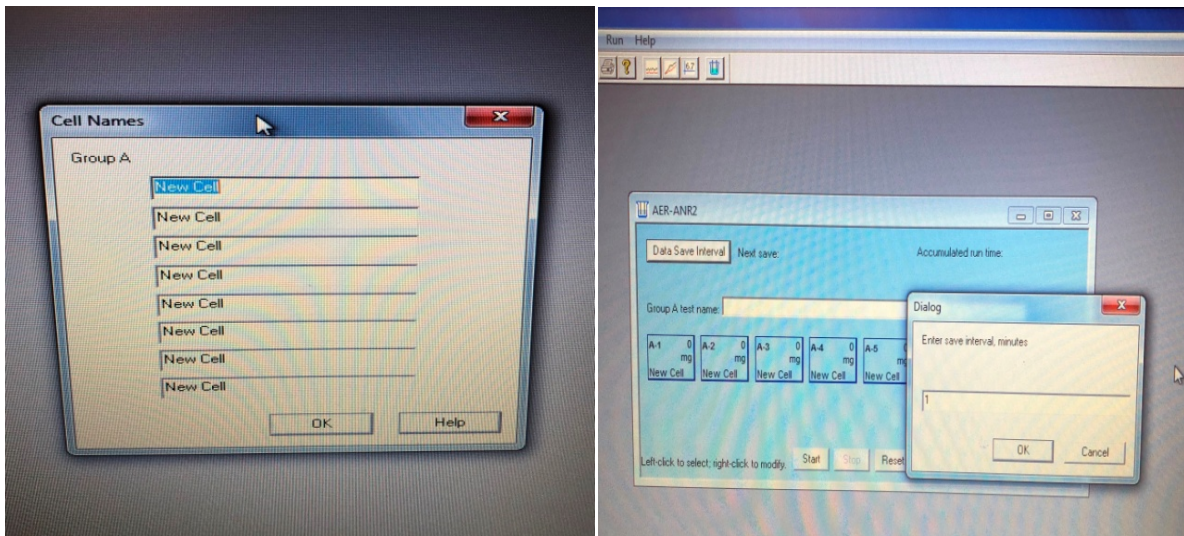 Cell Names
Group A
New Cell
New Cell
New Cell
New Cell
New Cell
New Cell
New Cell
New Cell
OK Help
Run Help
AER-ANR2
Data Save Interval Next save: Accumulated run time:
Group A test name:
Dialog
Enter save interval, minutes
1
OK Cancel
A-1 0 A-2 0 A-3 0 A-4 0 A-5
mg mg mg mg mg
New Cell New Cell New Cell New Cell New Cell
Left-click to select; right-click to modify. Start Stop Reset